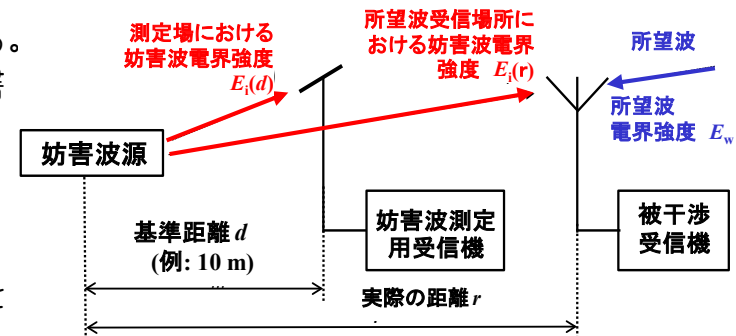 測定場における
妨害波電界強度
Ei(d)
所望波受信場所に
おける妨害波電界
強度 Ei(r)
所望波
所望波
電界強度 Ew
。
妨害波源
妨害波測定
用受信機
被干渉
受信機
基準距離 d
(例: 10 m)
実際の距離 r